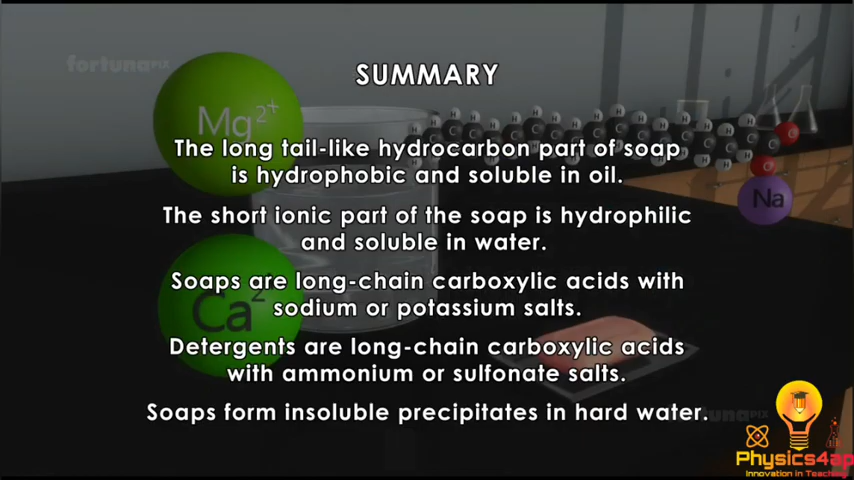 fortunaPIX
SUMMARY
Mg2+
The long tail-like hydrocarbon part of soap
is hydrophobic and soluble in oil.
Na
The short ionic part of the soap is hydrophilic
and soluble in water.
Soaps are long-chain carboxylic acids with
sodium or potassium salts.
Ca2
Detergents are long-chain carboxylic acids
with ammonium or sulfonate salts.
Soaps form insoluble precipitates in hard water.
fortunaPIX
Physics4ap
Innovation in Teaching